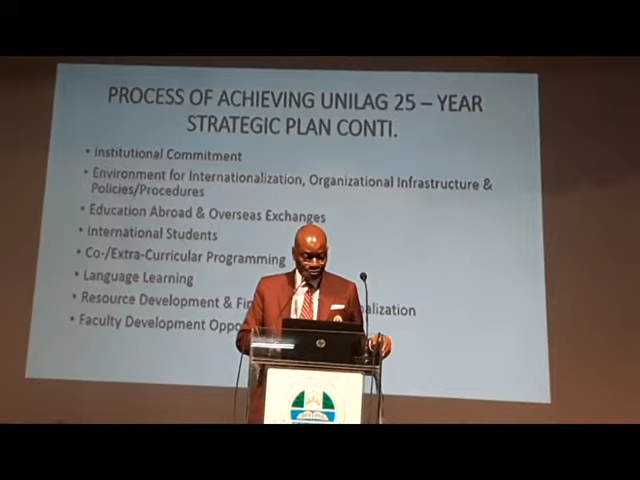 PROCESS OF ACHIEVING UNILAG 25 – YEAR
STRATEGIC PLAN CONTI.
• Institutional Commitment
• Environment for Internationalization, Organizational Infrastructure &
Policies/Procedures
• Education Abroad & Overseas Exchanges
• International Students
• Co-/Extra-Curricular Programming
• Language Learning
• Resource Development &
• Faculty Development
hp